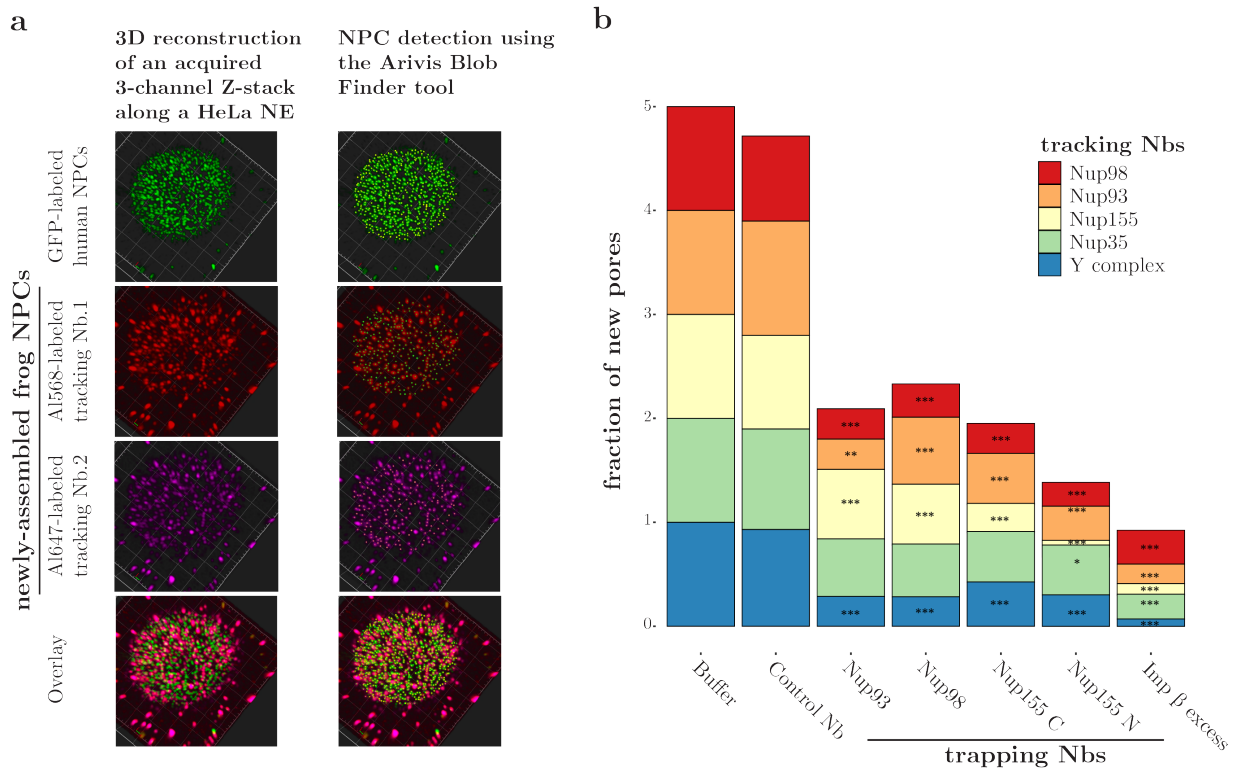 a
3D reconstruction
of an acquired
3-channel Z-stack
along a HeLa NE
NPC detection using
the Arivis Blob
Finder tool
GFP-labeled
human NPCs
newly-assembled frog NPCs
Al568-labeled
tracking Nb.1
Al647-labeled
tracking Nb.2
Overlay
b
fraction of new pores
5-
4-
3-
2-
1-
0-
tracking Nbs
Nup98
Nup93
Nup155
Nup35
Y complex
***
**
***
***
***
***
***
***
***
***
***
***
***
***
***
*
***
***
***
***
***
***
Buffer
Control Nb
Nup93
Nup98
Nup155 C
Nup155 N
Imp β excess
trapping Nbs